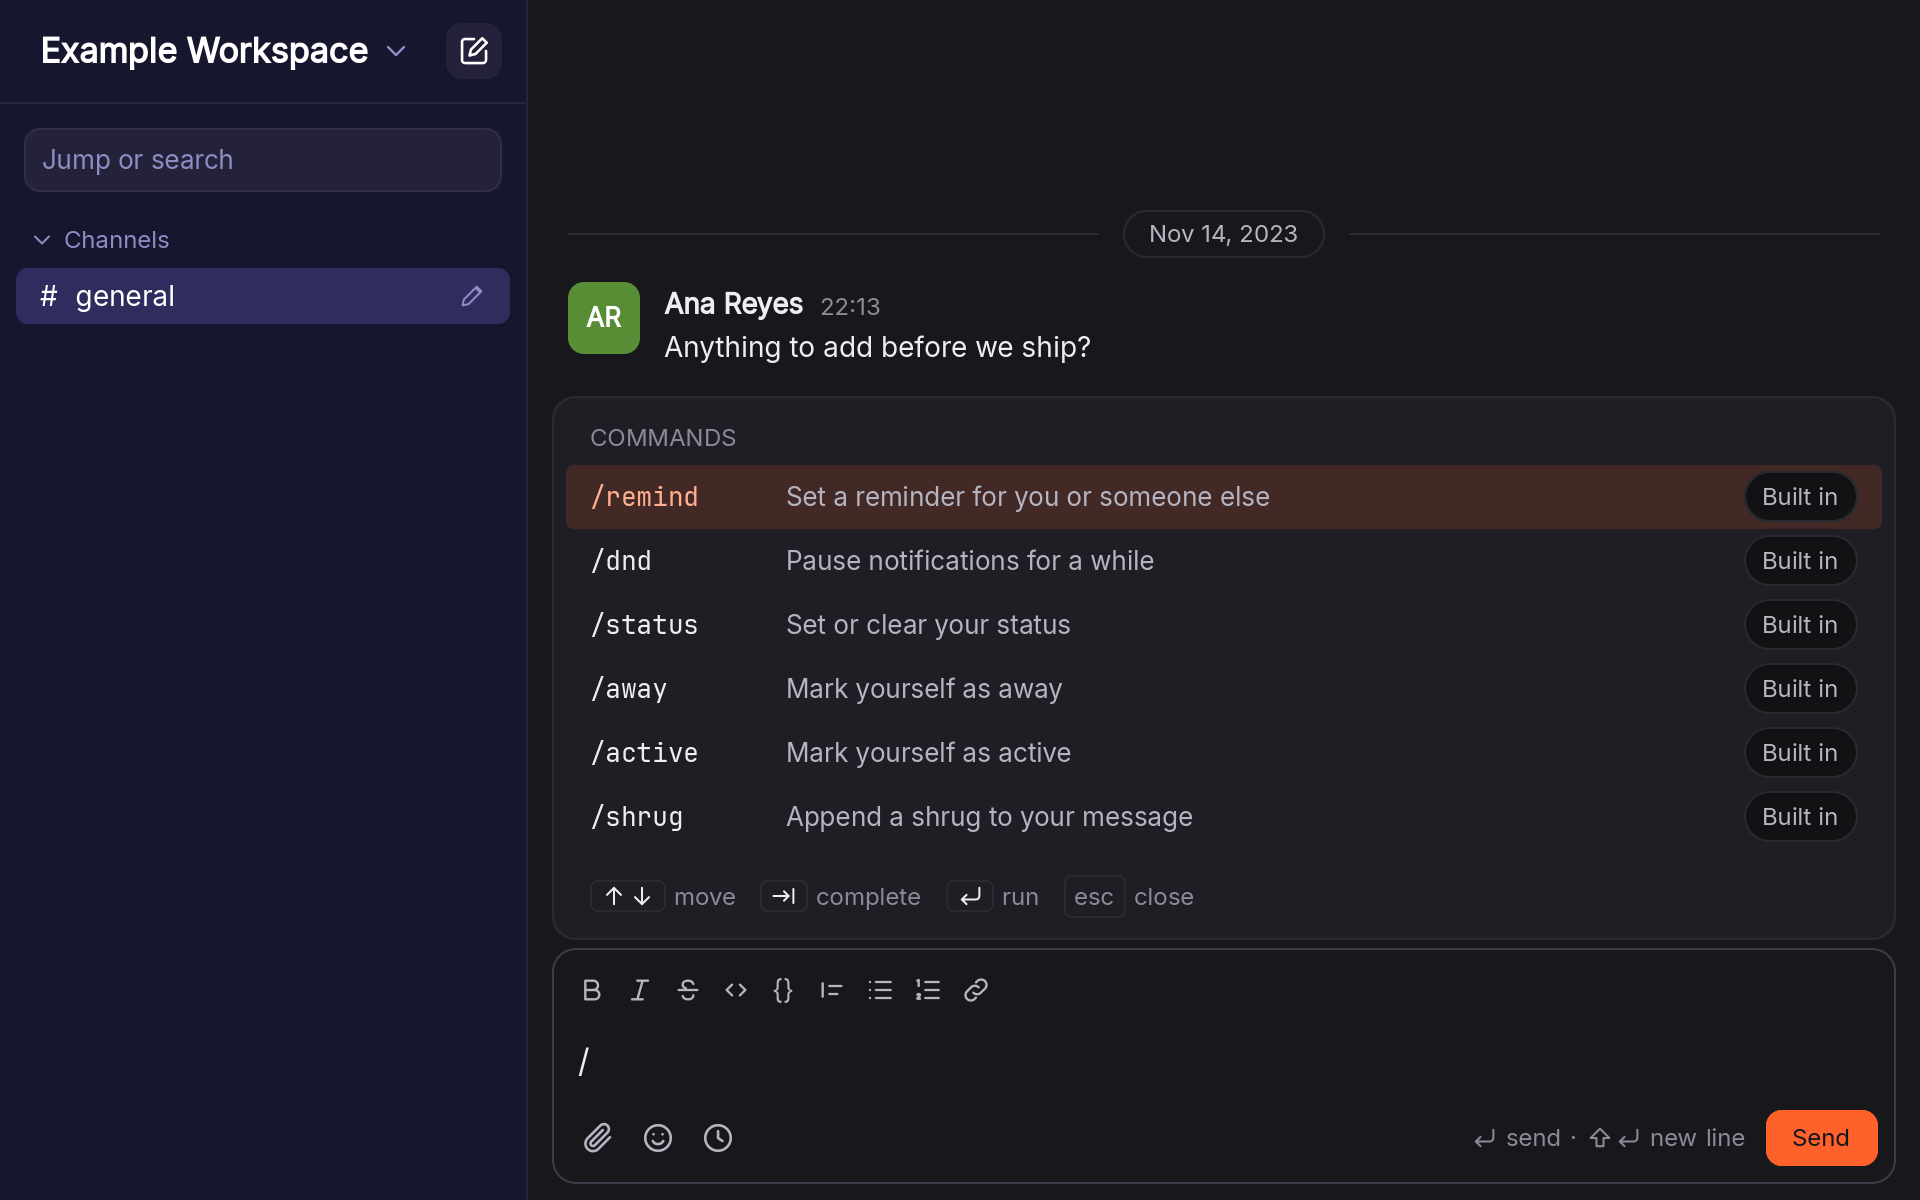 Example Workspace
Jump or search
Channels
# general
Nov 14, 2023
AR
Ana Reyes 22:13
Anything to add before we ship?
COMMANDS
/remind Set a reminder for you or someone else Built in
/dnd Pause notifications for a while Built in
/status Set or clear your status Built in
/away Mark yourself as away Built in
/active Mark yourself as active Built in
/shrug Append a shrug to your message Built in
↑ ↓ move ⇥ complete ↵ run esc close
/
↵ send · ⇧ ↵ new line Send